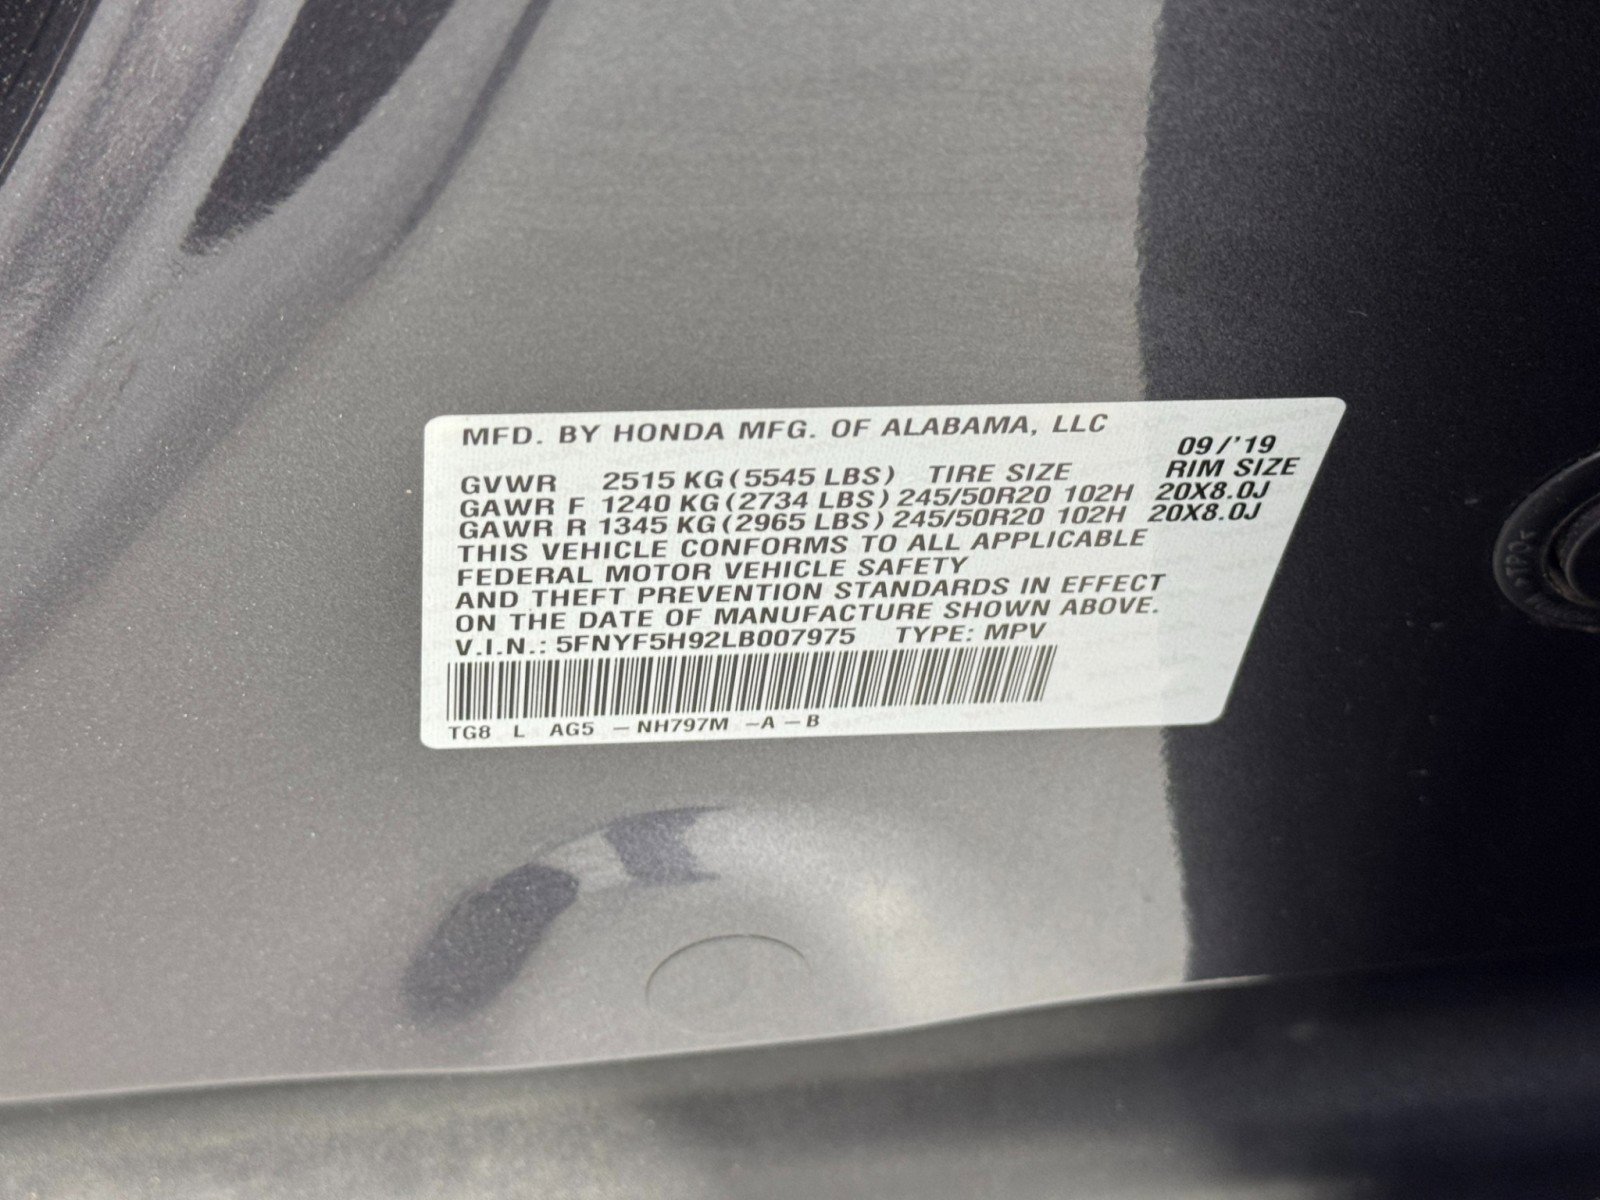 MFD. BY HONDA MFG. OF ALABAMA, LLC
09/'19
GVWR 2515 KG (5545 LBS) TIRE SIZE RIM SIZE
GAWR F 1240 KG (2734 LBS) 245/50R20 102H 20X8.0J
GAWR R 1345 KG (2965 LBS) 245/50R20 102H 20X8.0J
THIS VEHICLE CONFORMS TO ALL APPLICABLE
FEDERAL MOTOR VEHICLE SAFETY
AND THEFT PREVENTION STANDARDS IN EFFECT
ON THE DATE OF MANUFACTURE SHOWN ABOVE.
V.I.N.: 5FNYF5H92LB007975 TYPE: MPV
TG8 L AG5 -NH797M -A -B